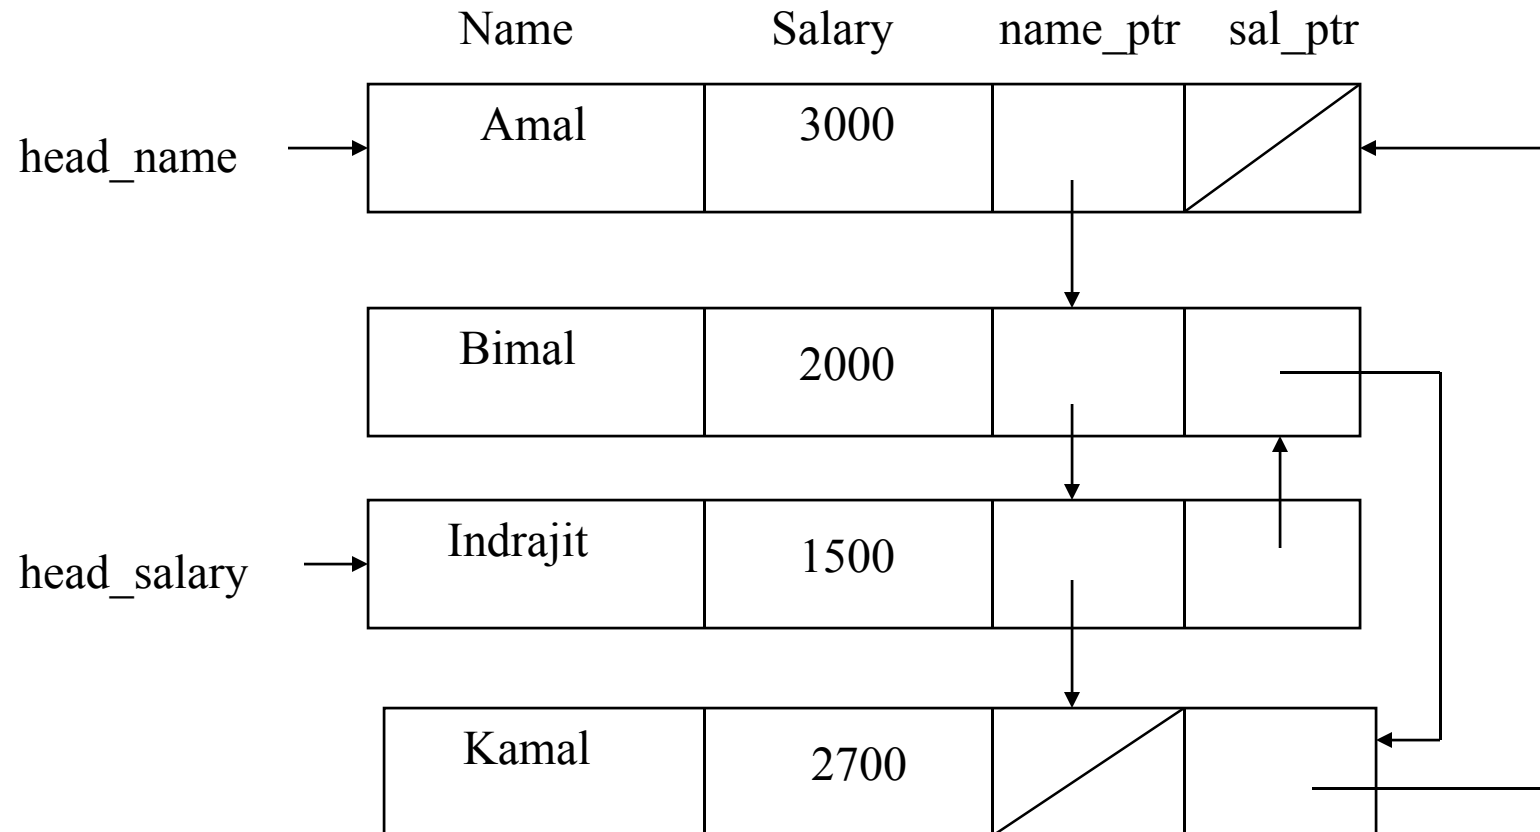 Name Salary name_ptr sal_ptr
head_name Amal 3000
Bimal 2000
head_salary Indrajit 1500
Kamal 2700